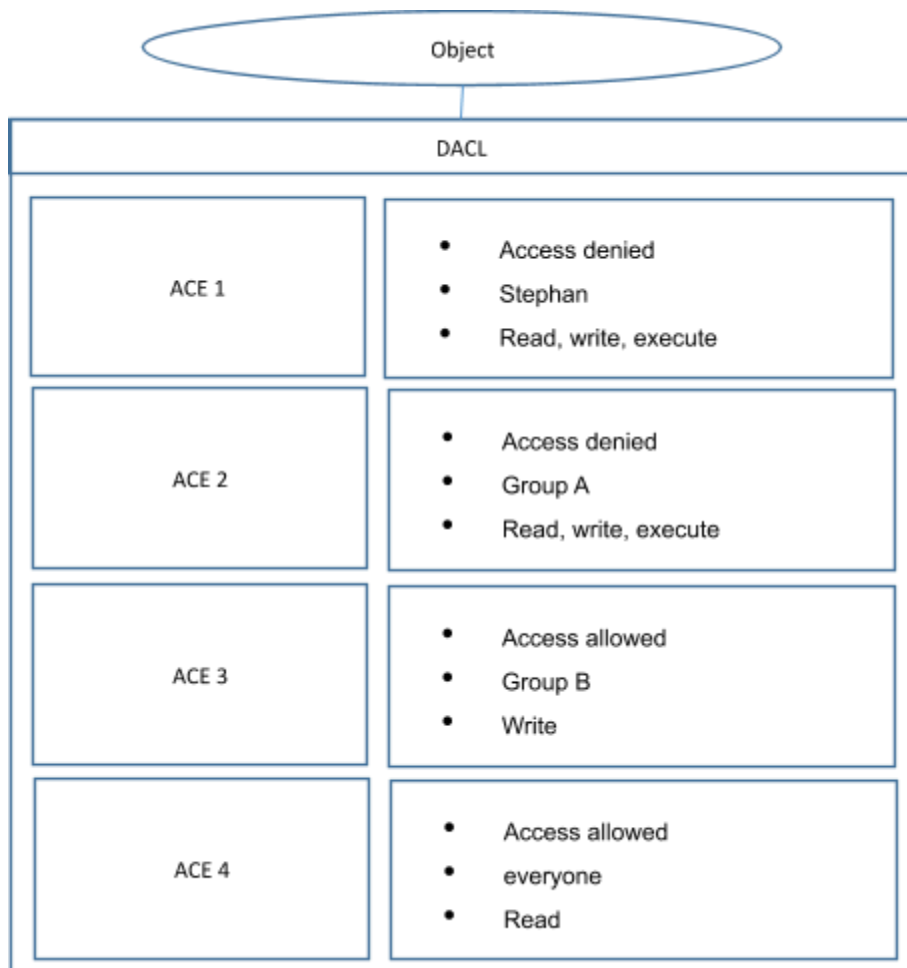 Object
DACL
ACE 1
• Access denied
• Stephan
• Read, write, execute
ACE 2
• Access denied
• Group A
• Read, write, execute
ACE 3
• Access allowed
• Group B
• Write
ACE 4
• Access allowed
• everyone
• Read